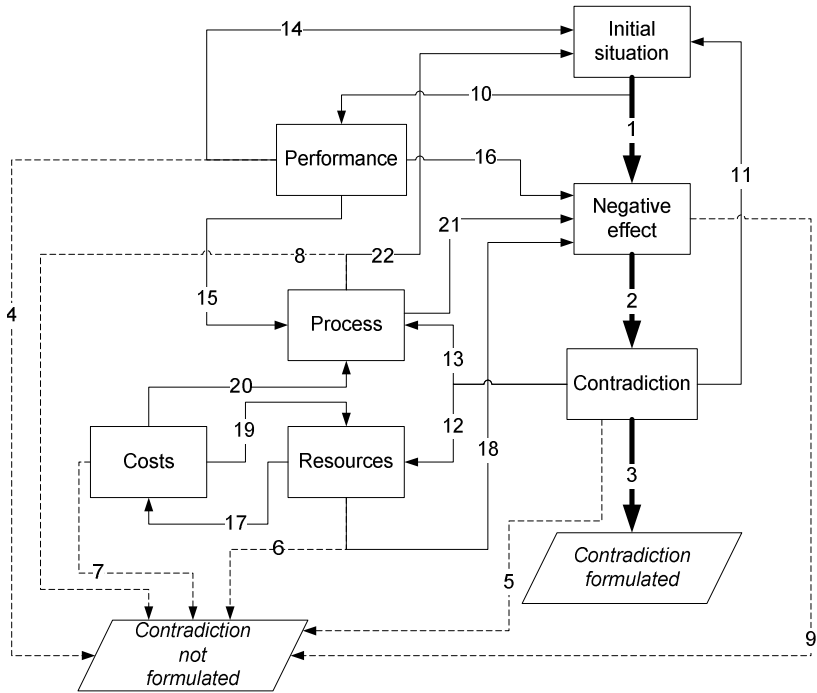 14
Initial
situation
10
1
Performance
16
11
Negative
effect
21
8
22
4
15
2
Process
13
20
Contradiction
19
12
18
Costs
Resources
3
17
6
Contradiction
formulated
7
5
Contradiction
not
formulated
9